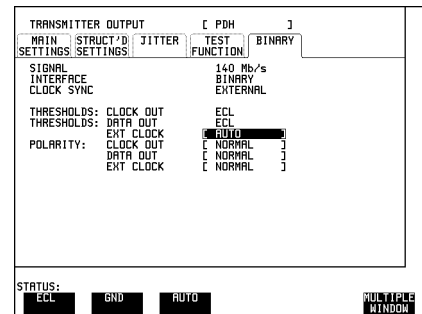 TRANSMITTER OUTPUT [ PDH ]
MAIN SETTINGS STRUCT'D SETTINGS JITTER TEST FUNCTION BINARY
SIGNAL 140 Mb/s
INTERFACE BINARY
CLOCK SYNC EXTERNAL
THRESHOLDS: CLOCK OUT ECL
THRESHOLDS: DATA OUT ECL
EXT CLOCK [ AUTO ]
POLARITY: CLOCK OUT [ NORMAL ]
DATA OUT [ NORMAL ]
EXT CLOCK [ NORMAL ]
STATUS:
ECL GND AUTO MULTIPLE WINDOW